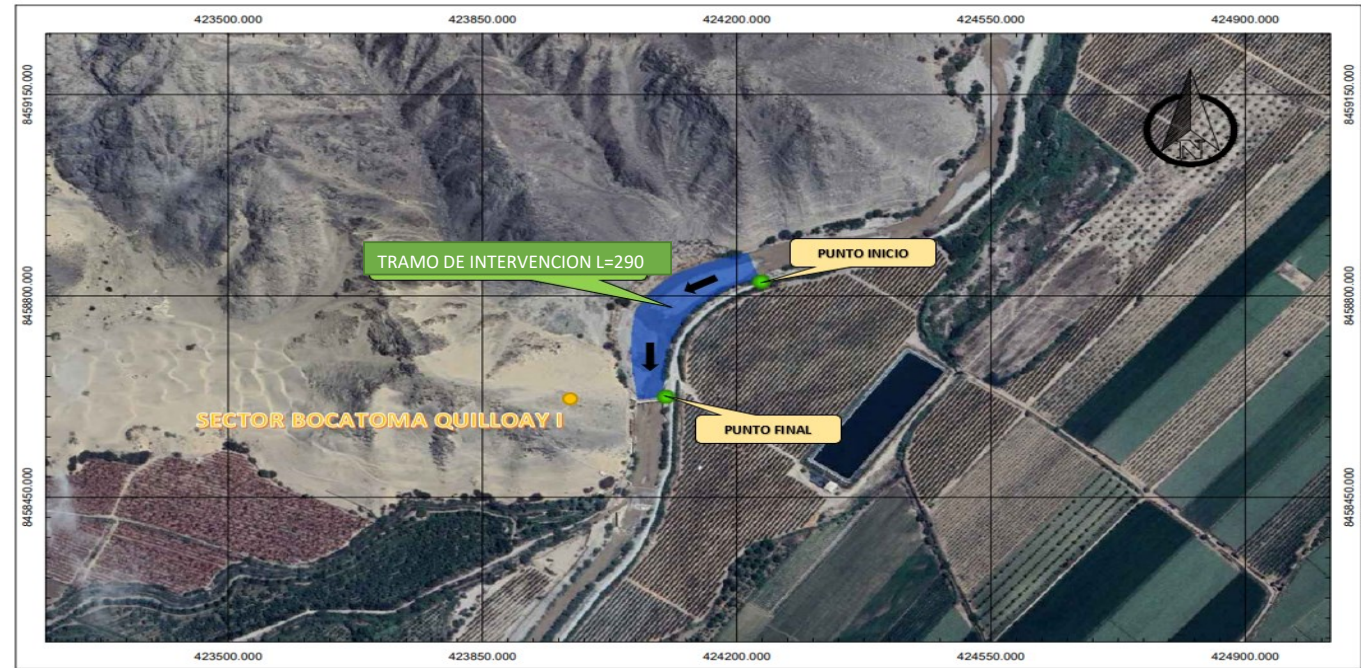 423500.000 423850.000 424200.000 424550.000 424900.000
8459150.000 8459150.000
N
TRAMO DE INTERVENCION L=290
PUNTO INICIO
8458800.000 8458800.000
SECTOR BOCATOMA QUILLOAY I
PUNTO FINAL
8458450.000 8458450.000
423500.000 423850.000 424200.000 424550.000 424900.000